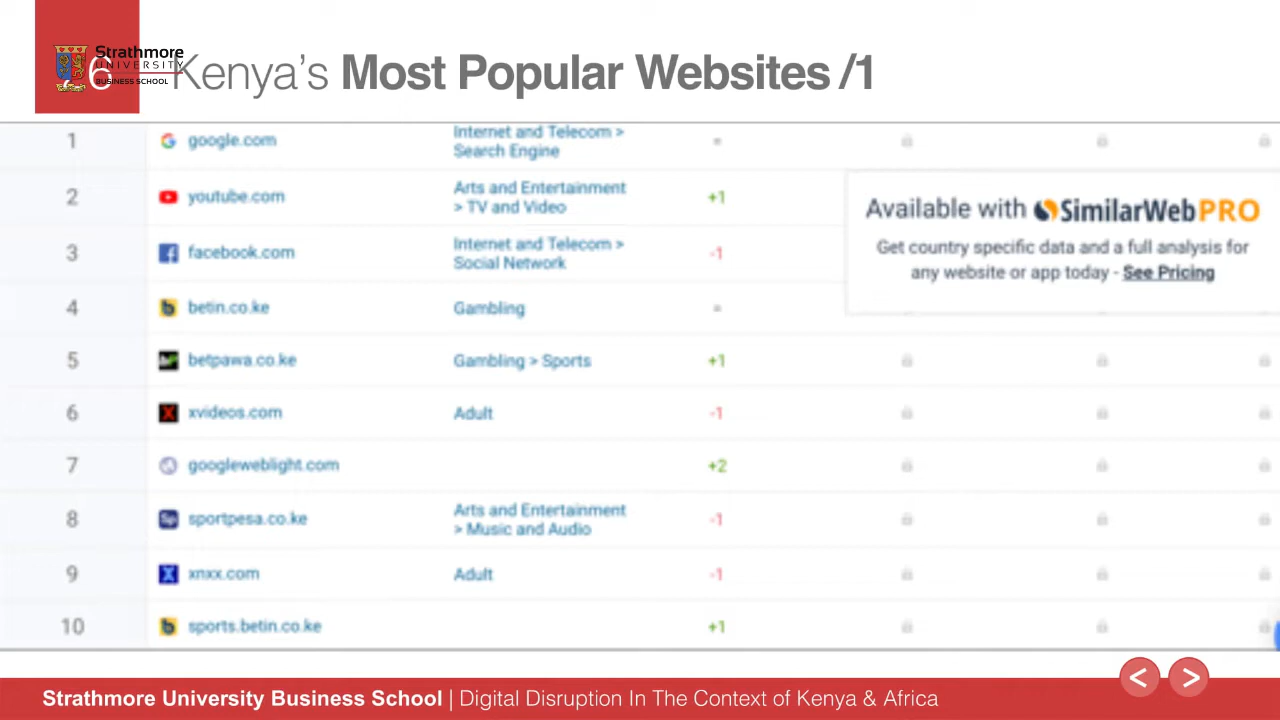 Strathmore
UNIVERSITY
BUSINESS SCHOOL
6
Kenya's Most Popular Websites /1
1 google.com Internet and Telecom > =
Search Engine
2 youtube.com Arts and Entertainment +1
> TV and Video
Available with SimilarWebPRO
3 facebook.com Internet and Telecom > -1
Social Network
Get country specific data and a full analysis for
any website or app today - See Pricing
4 betin.co.ke Gambling =
5 betpawa.co.ke Gambling > Sports +1
6 xvideos.com Adult -1
7 googleweblight.com +2
8 sportpesa.co.ke Arts and Entertainment -1
> Music and Audio
9 xnxx.com Adult -1
10 sports.betin.co.ke +1
< >
Strathmore University Business School | Digital Disruption In The Context of Kenya & Africa